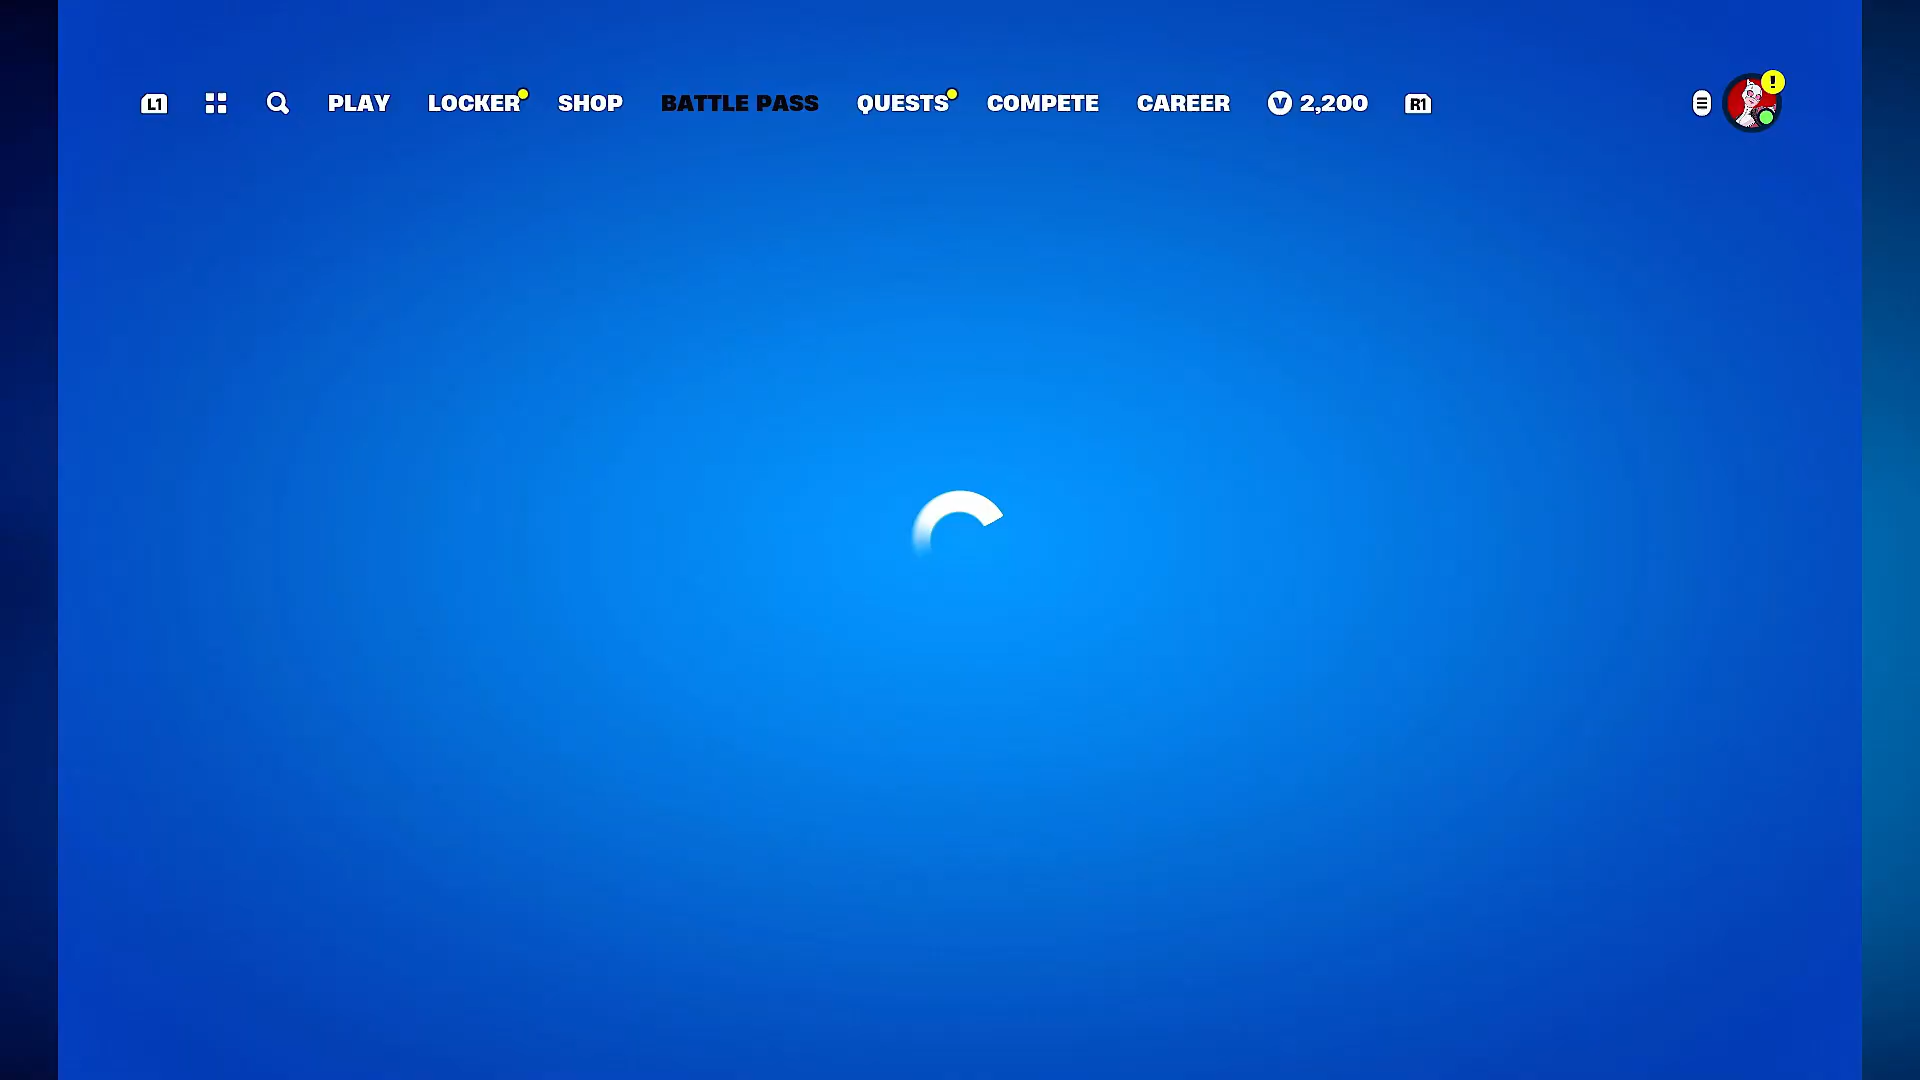 L1 PLAY LOCKER SHOP BATTLE PASS QUESTS COMPETE CAREER V 2,200 R1 !